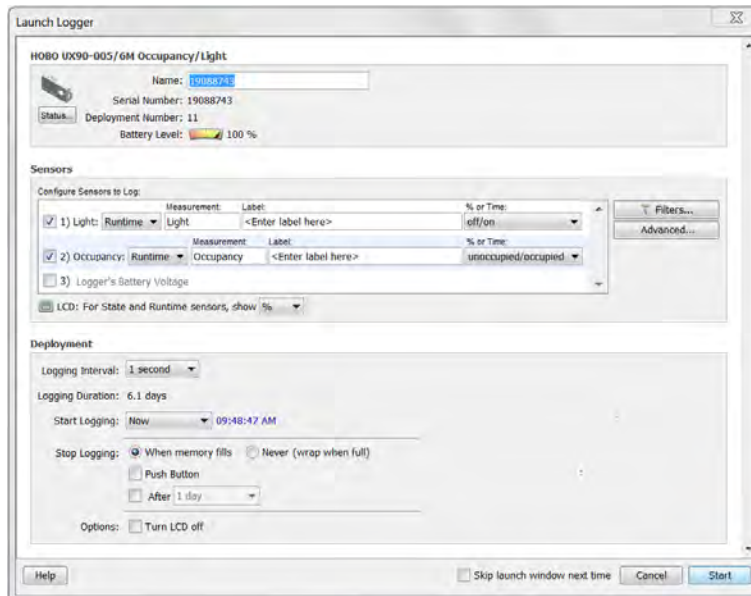 Launch Logger
HOBO UX90-005/6M Occupancy/Light
Name: 19088743
Serial Number: 19088743
Status... Deployment Number: 11
Battery Level: 100 %
Sensors
Configure Sensors to Log:
Measurement: Label: % or Time:
1) Light: Runtime Light <Enter label here> off/on
Filters...
Measurement: Label: % or Time:
Advanced...
2) Occupancy: Runtime Occupancy <Enter label here> unoccupied/occupied
3) Logger's Battery Voltage
LCD: For State and Runtime sensors, show %
Deployment
Logging Interval: 1 second
Logging Duration: 6.1 days
Start Logging: Now 09:48:47 AM
Stop Logging: When memory fills Never (wrap when full)
Push Button
After 1 day
Options: Turn LCD off
Help Skip launch window next time Cancel Start